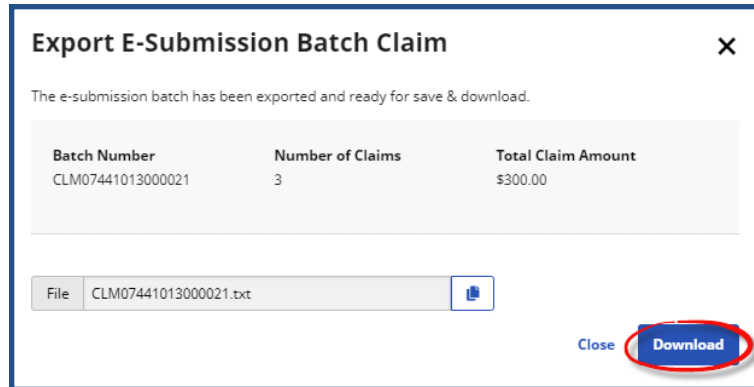 Export E-Submission Batch Claim
The e-submission batch has been exported and ready for save & download.
Batch Number Number of Claims Total Claim Amount
CLM07441013000021 3 $300.00
File CLM07441013000021.txt
Close Download